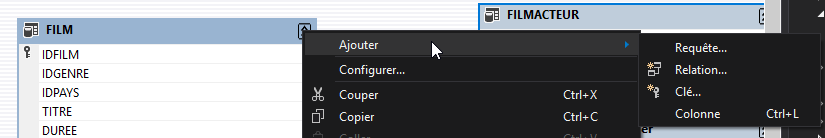 FILM
IDFILM
IDGENRE
IDPAYS
TITRE
DUREE
FILMACTEUR
Ajouter
Configurer...
Couper Ctrl+X
Copier Ctrl+C
Requête...
Relation...
Clé...
Colonne Ctrl+L